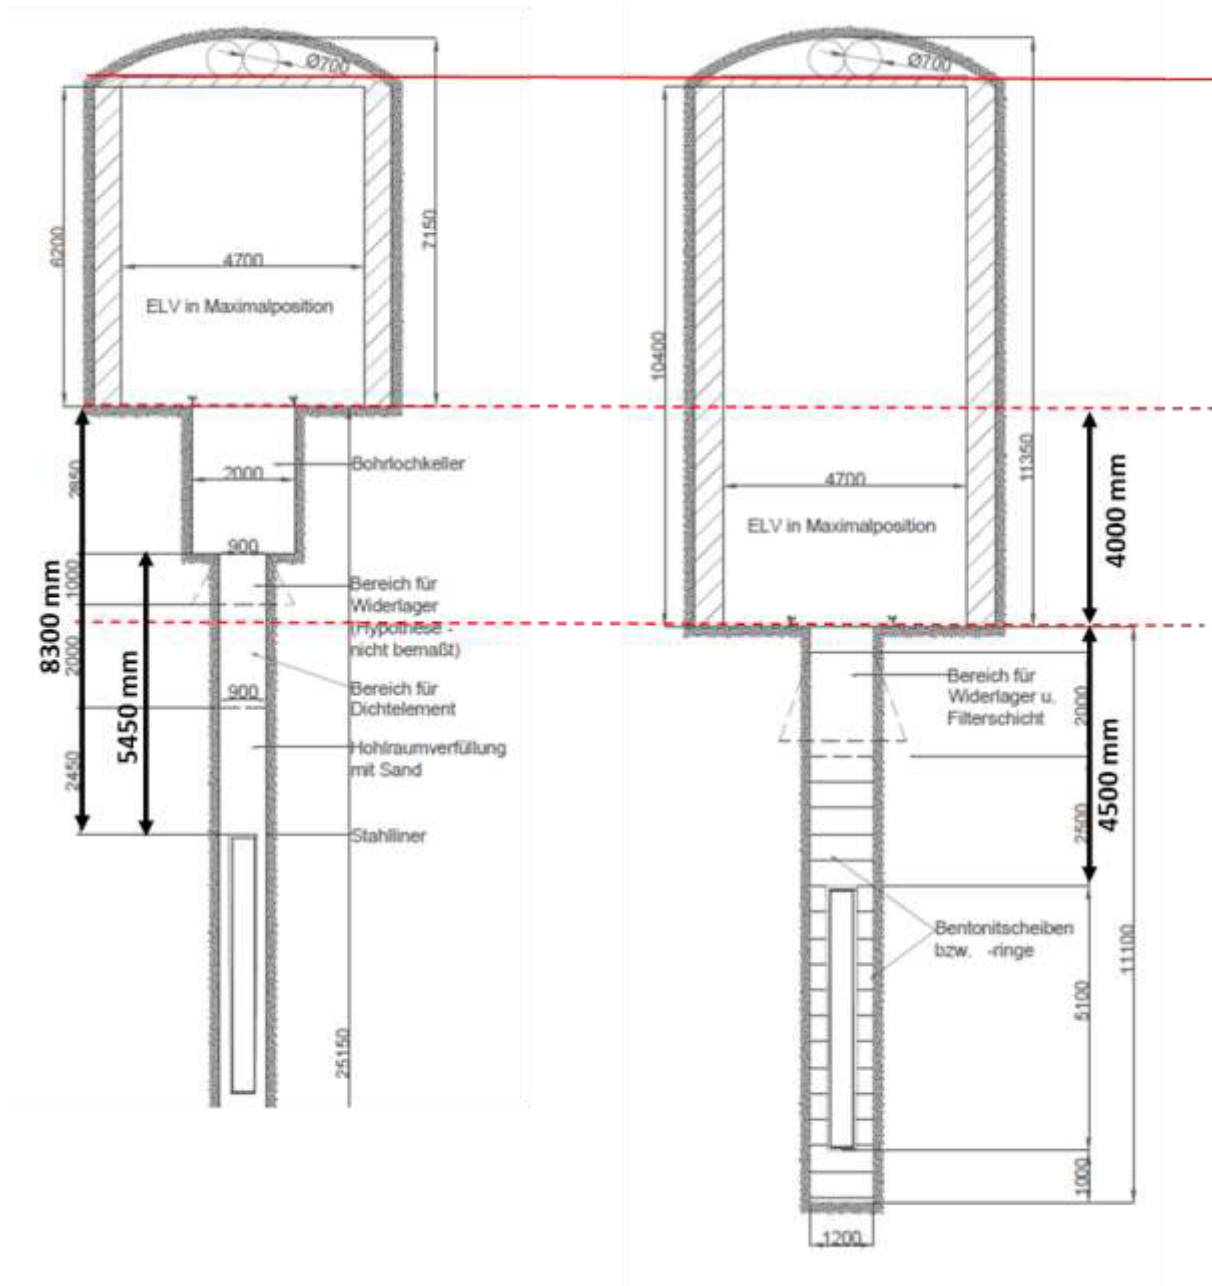 Ø700
6200
7150
4700
ELV in Maximalposition
2850
2000
Bohrlochkeller
900
1000
Bereich für
Widerlager
(Hypothese -
nicht bemaßt)
8300 mm
2000
5450 mm
900
Bereich für
Dichtelement
2450
Hohlraumverfüllung
mit Sand
Stahlliner
25150
Ø700
10400
11350
4700
ELV in Maximalposition
4000 mm
Bereich für
Widerlager u.
Filterschicht
2000
4500 mm
2500
Bentonitscheiben
bzw. -ringe
5100
11100
1000
1200